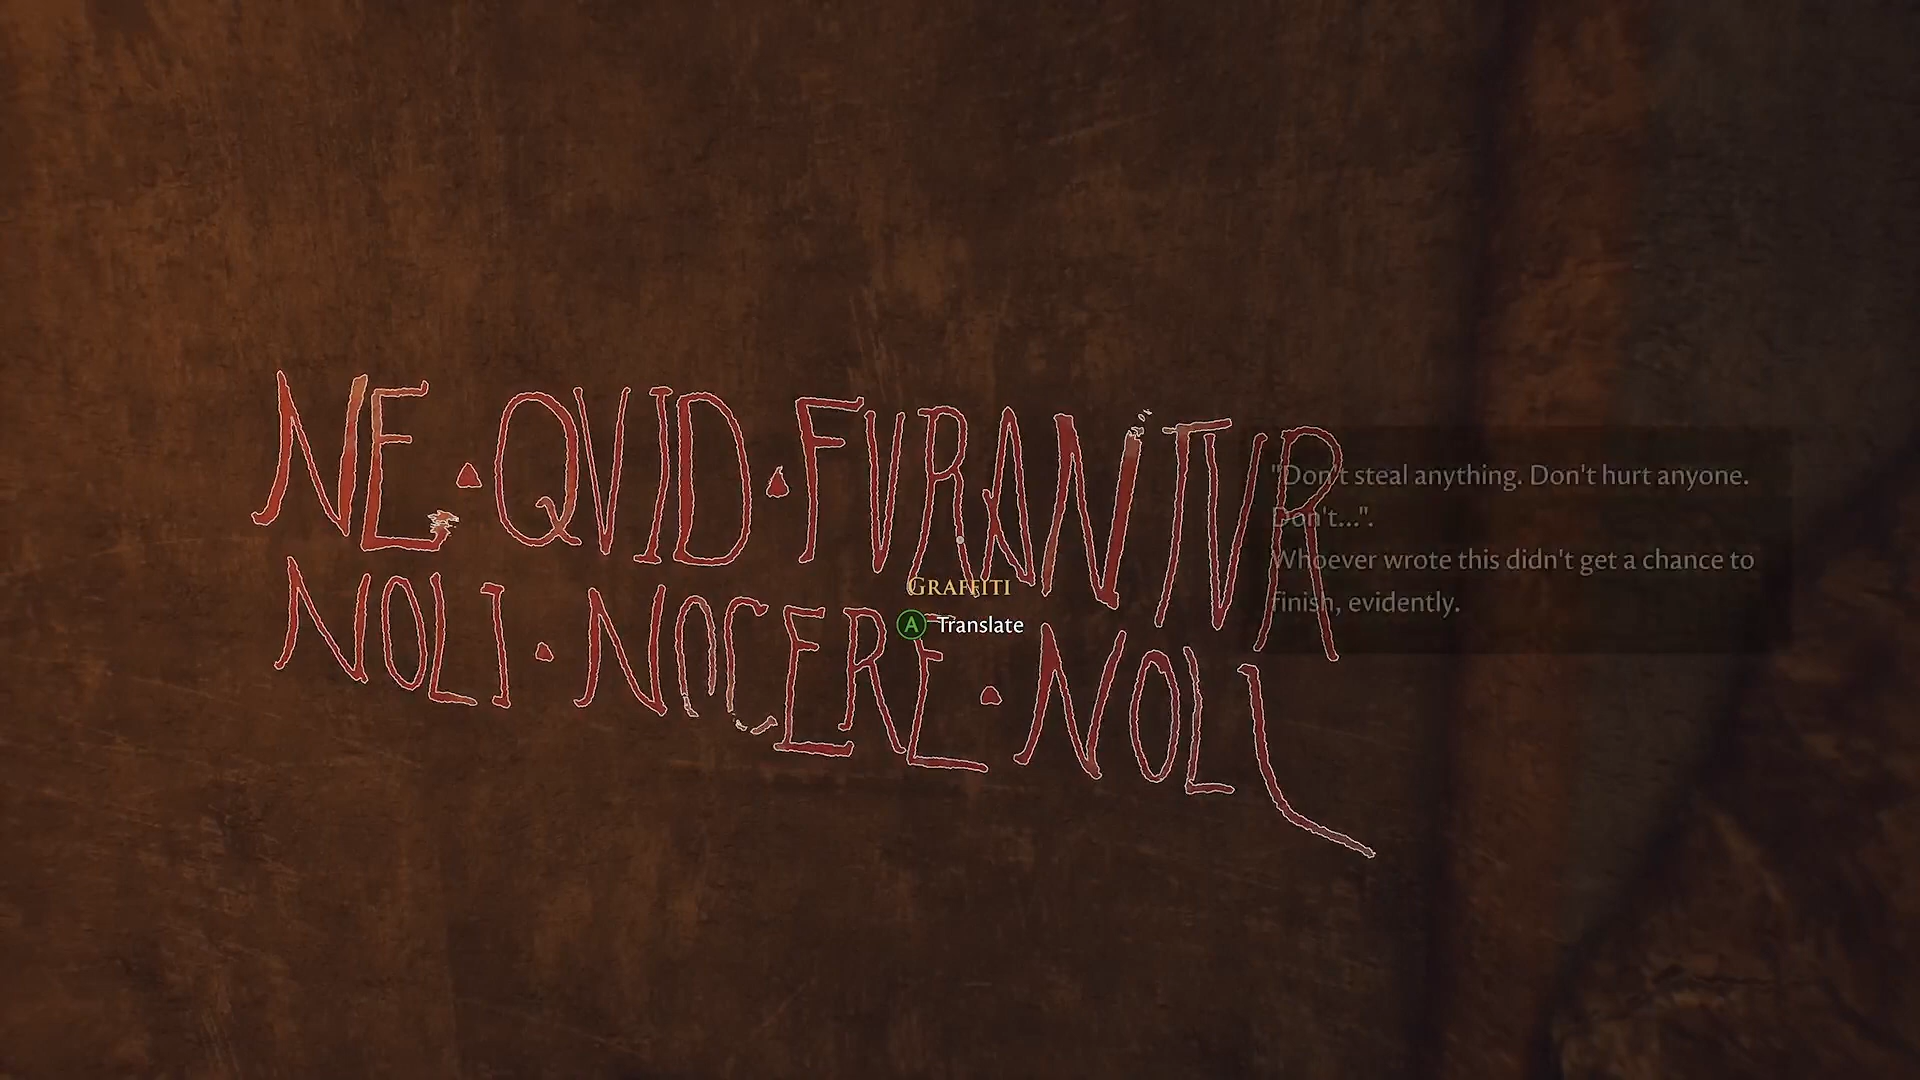 NE · QVID · FVRANTVR
NOLI · NOCERE · NOLI
"Don't steal anything. Don't hurt anyone.
Don't...".
Whoever wrote this didn't get a chance to
finish, evidently.
GRAFFITI
A Translate